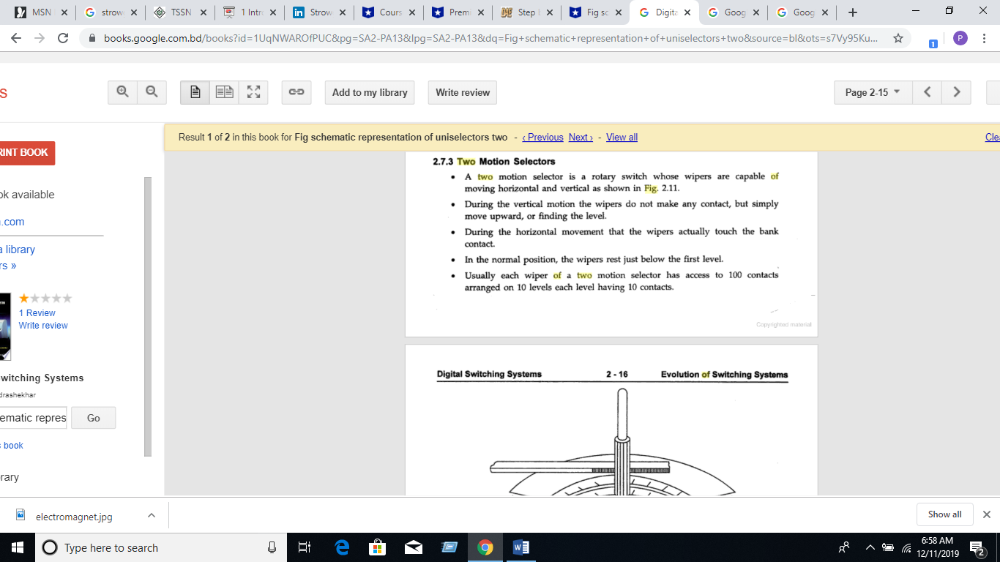 MSN
strow
TSSN
1 Intro
Strow
Cours
Prem
Step
Fig sc
Digita
Goog
Goog
books.google.com.bd/books?id=1UqNWAROfPUC&pg=SA2-PA13&lpg=SA2-PA13&dq=Fig+schematic+representation+of+uniselectors+two&source=bl&ots=s7Vy95Ku...
1
P
s
Add to my library
Write review
Page 2-15
Result 1 of 2 in this book for Fig schematic representation of uniselectors two - ‹ Previous Next › - View all
Cle
RINT BOOK
ok available
.com
a library
rs »
1 Review
Write review
witching Systems
drashekhar
ematic repres
Go
s book
rary
2.7.3 Two Motion Selectors
• A two motion selector is a rotary switch whose wipers are capable of
moving horizontal and vertical as shown in Fig. 2.11.
• During the vertical motion the wipers do not make any contact, but simply
move upward, or finding the level.
• During the horizontal movement that the wipers actually touch the bank
contact.
• In the normal position, the wipers rest just below the first level.
• Usually each wiper of a two motion selector has access to 100 contacts
arranged on 10 levels each level having 10 contacts.
Copyrighted material
Digital Switching Systems 2 - 16 Evolution of Switching Systems
electromagnet.jpg
Show all
Type here to search
6:58 AM
12/11/2019
2